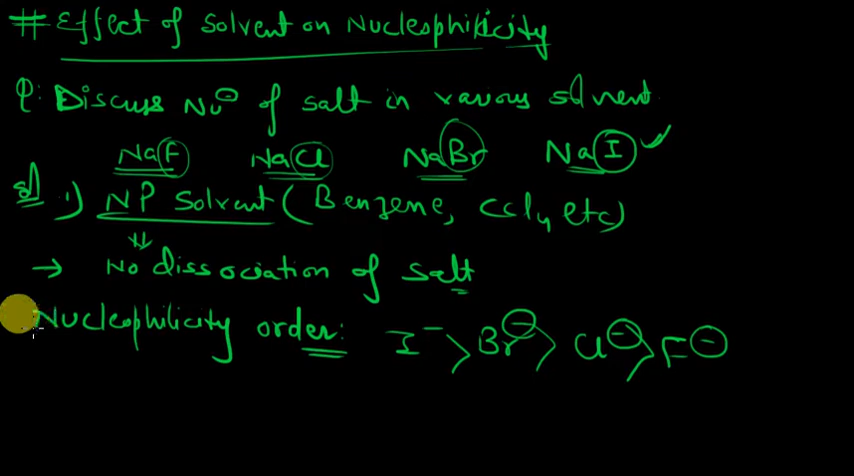 # Effect of Solvent on Nucleophilicity
Q: Discuss Nu⊖ of salt in various solvent
NaF NaCl NaBr NaI ✓
Sol 1) NP Solvent (Benzene, CCl4 etc)
⇓
→ No dissociation of salt
Nucleophilicity order: I⁻ > Br⊖ > Cl⊖ > F⊖